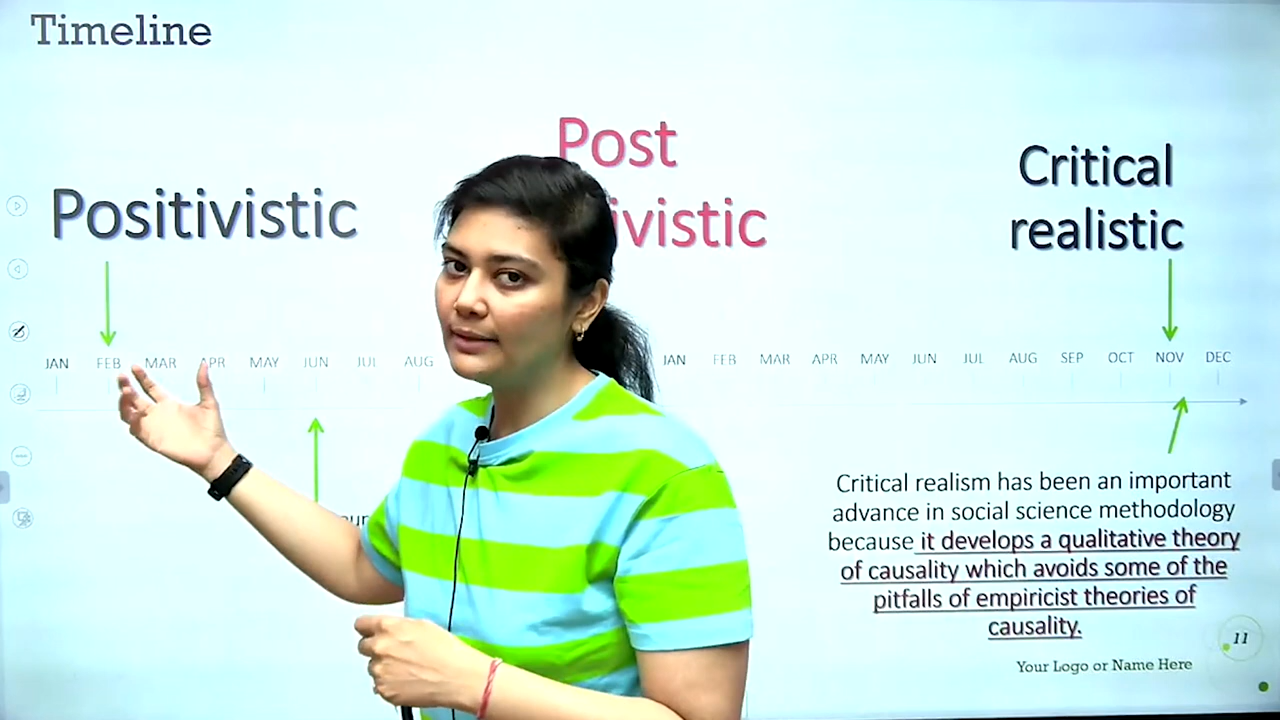 Timeline
Positivistic
Post
ivistic
Critical
realistic
JAN FEB MAR APR MAY JUN JUL AUG JAN FEB MAR APR MAY JUN JUL AUG SEP OCT NOV DEC
Critical realism has been an important
advance in social science methodology
because it develops a qualitative theory
of causality which avoids some of the
pitfalls of empiricist theories of
causality.
11
Your Logo or Name Here